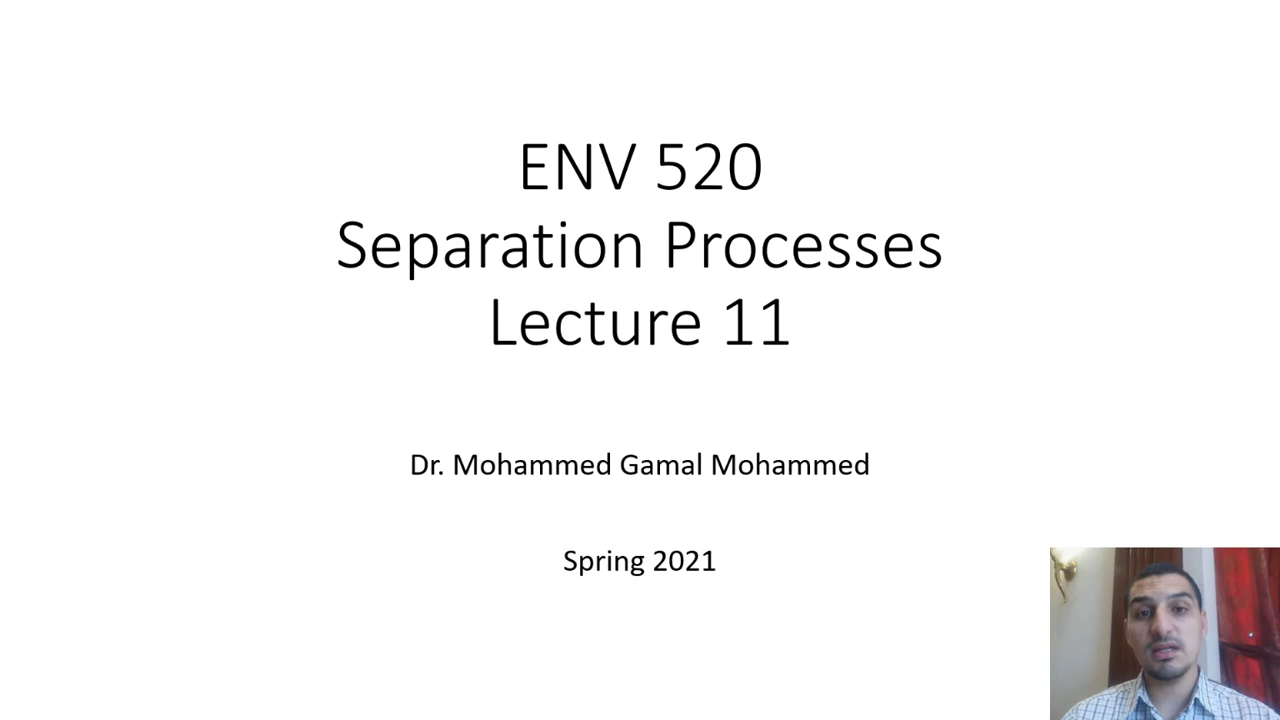 ENV 520
Separation Processes
Lecture 11
Dr. Mohammed Gamal Mohammed
Spring 2021